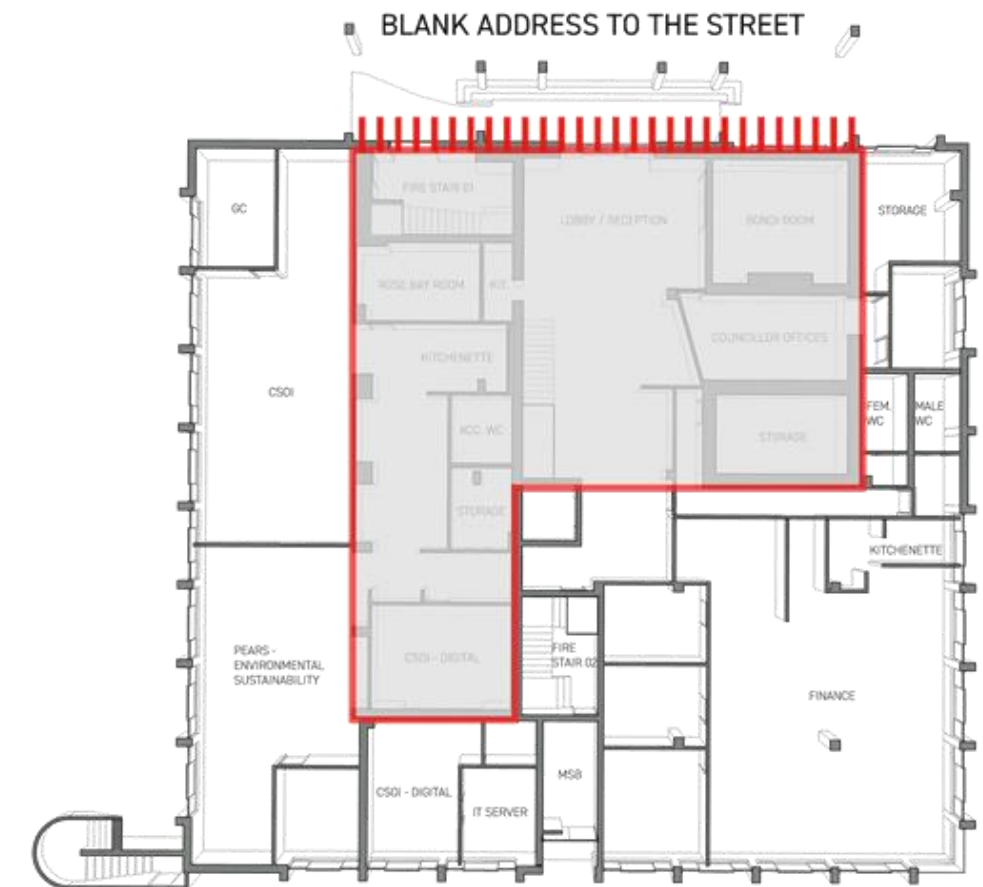 BLANK ADDRESS TO THE STREET
FIRE STAIR 01
GC
LOBBY / RECEPTION
BONDI ROOM
STORAGE
ROSE BAY ROOM
KIT.
COUNCILLOR OFFICES
KITCHENETTE
CSOI
FEM.
WC
MALE
WC
ACC. WC
STORAGE
STORAGE
KITCHENETTE
PEARS -
ENVIRONMENTAL
SUSTAINABILITY
CSOI - DIGITAL
FIRE
STAIR 02
FINANCE
MSB
CSOI - DIGITAL
IT SERVER